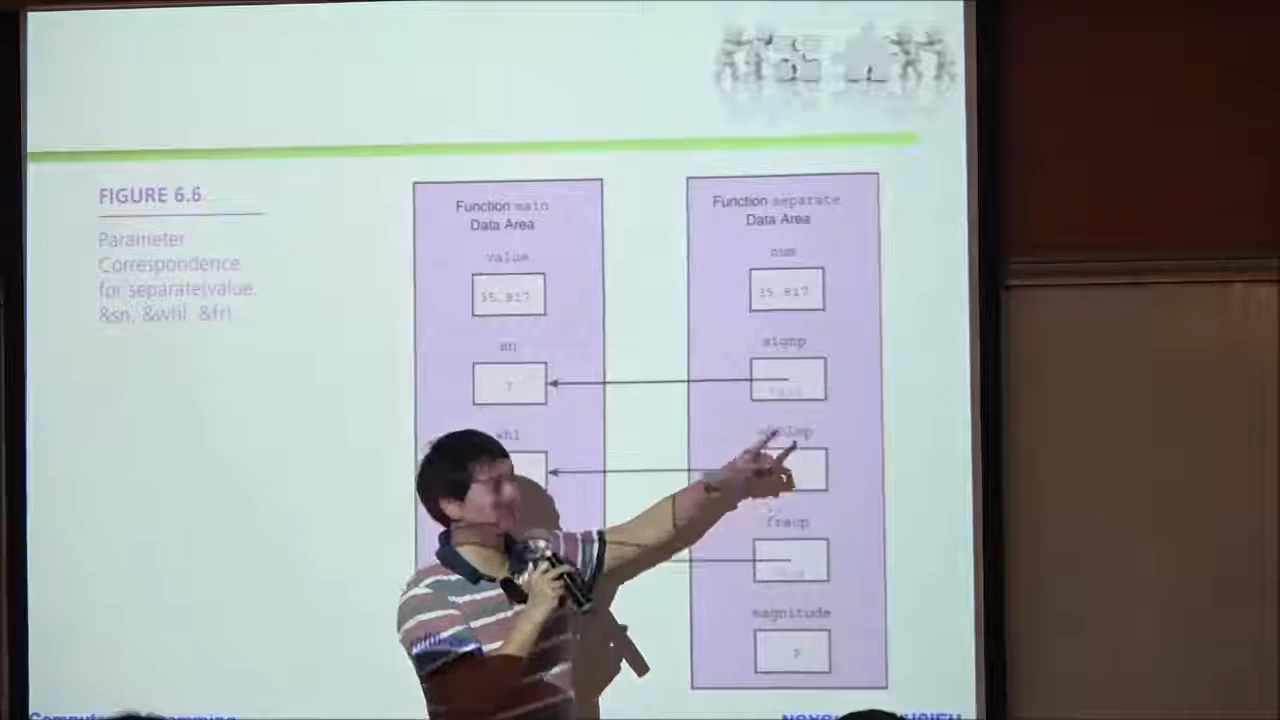 FIGURE 6.6
Parameter
Correspondence
for separate(value,
&sn, &whl, &fr)
Function main
Data Area
value
35.817
sn
?
whl
Function separate
Data Area
num
35.817
signp
fracp
magnitude
?